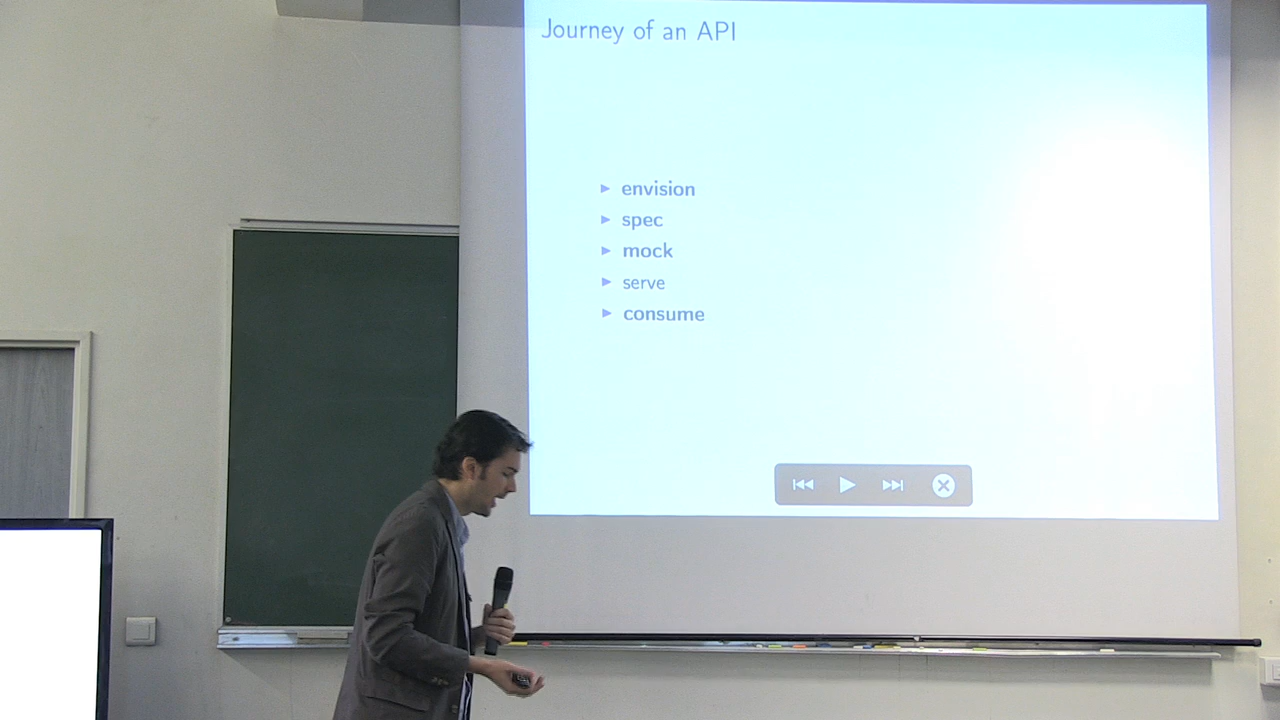 Journey of an API
envision
spec
mock
serve
consume